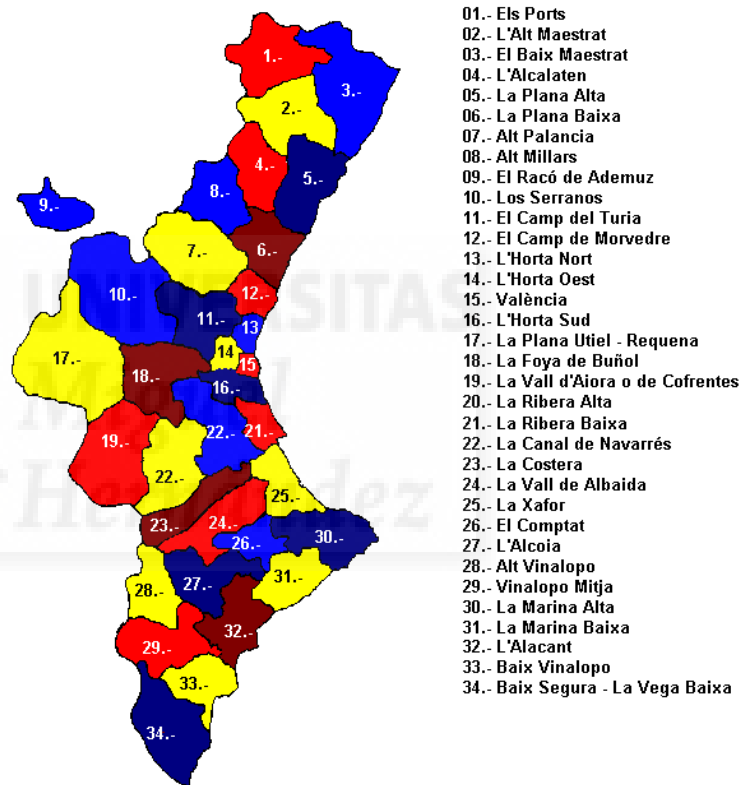 1.-
2.-
3.-
4.-
5.-
8.-
9.-
7.-
6.-
10.-
12.-
11.-
13
14
15
17.-
18.-
16.-
19.-
22.-
21.-
22.-
25.-
23.-
24.-
26.-
30.-
28.-
27.-
31.-
32.-
29.-
33.-
34.-
UNIVERSITAS
Miguel
Hernández
01.- Els Ports
02.- L'Alt Maestrat
03.- El Baix Maestrat
04.- L'Alcalaten
05.- La Plana Alta
06.- La Plana Baixa
07.- Alt Palancia
08.- Alt Millars
09.- El Racó de Ademuz
10.- Los Serranos
11.- El Camp del Turia
12.- El Camp de Morvedre
13.- L'Horta Nort
14.- L'Horta Oest
15.- València
16.- L'Horta Sud
17.- La Plana Utiel - Requena
18.- La Foya de Buñol
19.- La Vall d'Aiora o de Cofrentes
20.- La Ribera Alta
21.- La Ribera Baixa
22.- La Canal de Navarrés
23.- La Costera
24.- La Vall de Albaida
25.- La Xafor
26.- El Comptat
27.- L'Alcoia
28.- Alt Vinalopo
29.- Vinalopo Mitja
30.- La Marina Alta
31.- La Marina Baixa
32.- L'Alacant
33.- Baix Vinalopo
34.- Baix Segura - La Vega Baixa